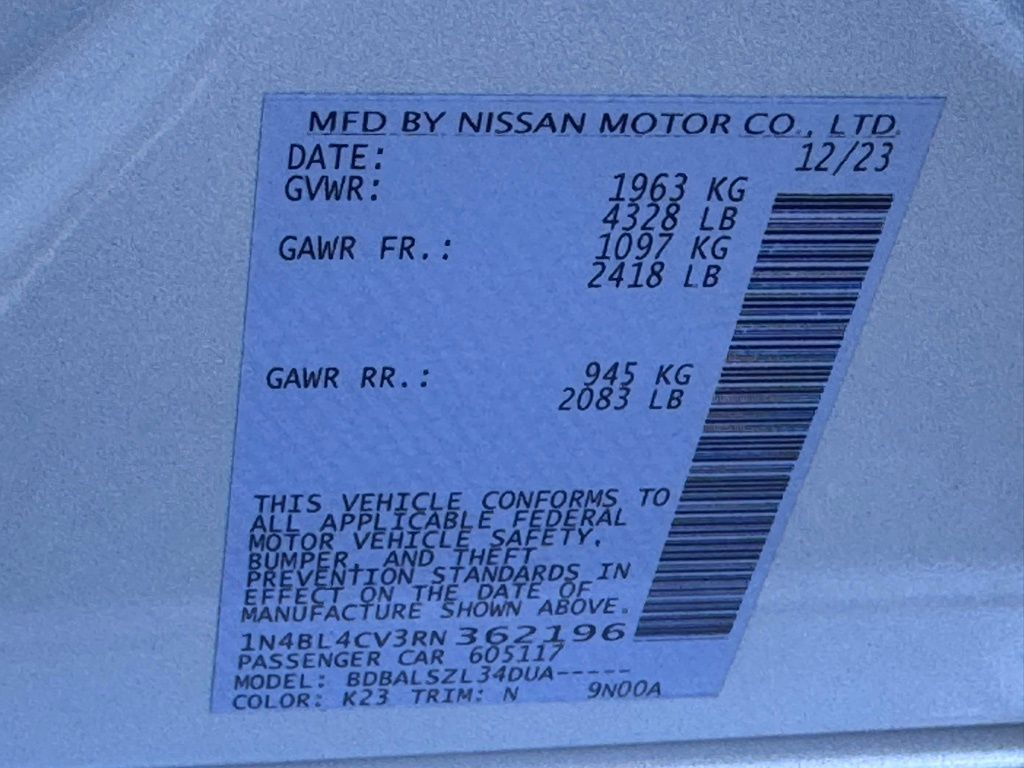 MFD BY NISSAN MOTOR CO., LTD.
DATE: 12/23
GVWR: 1963 KG
4328 LB
GAWR FR.: 1097 KG
2418 LB
GAWR RR.: 945 KG
2083 LB
THIS VEHICLE CONFORMS TO
ALL APPLICABLE FEDERAL
MOTOR VEHICLE SAFETY,
BUMPER, AND THEFT
PREVENTION STANDARDS IN
EFFECT ON THE DATE OF
MANUFACTURE SHOWN ABOVE.
1N4BL4CV3RN362196
PASSENGER CAR 605117
MODEL: BDBALSZL34DUA-----
COLOR: K23 TRIM: N 9N00A